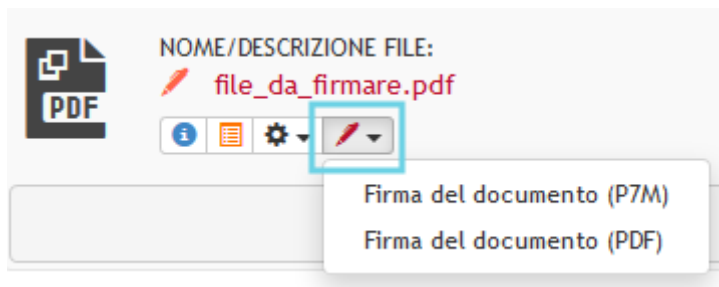 NOME/DESCRIZIONE FILE:
file_da_firmare.pdf
PDF
Firma del documento (P7M)
Firma del documento (PDF)